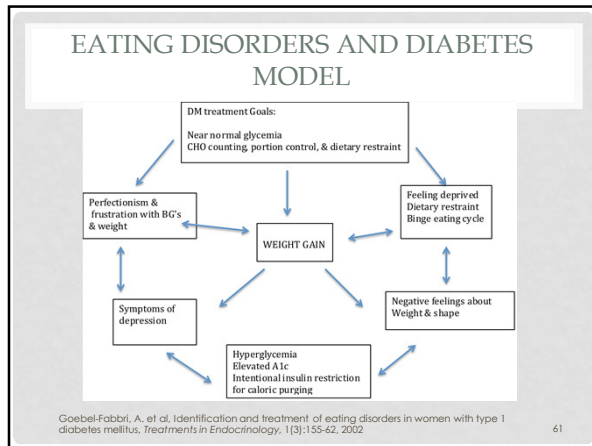 EATING DISORDERS AND DIABETES
MODEL
DM treatment Goals:
Near normal glycemia
CHO counting, portion control, & dietary restraint
Perfectionism &
frustration with BG's
& weight
WEIGHT GAIN
Feeling deprived
Dietary restraint
Binge eating cycle
Symptoms of
depression
Negative feelings about
Weight & shape
Hyperglycemia
Elevated A1c
Intentional insulin restriction
for caloric purging
Goebel-Fabbri, A. et al, Identification and treatment of eating disorders in women with type 1
diabetes mellitus, Treatments in Endocrinology, 1(3):155-62, 2002
61